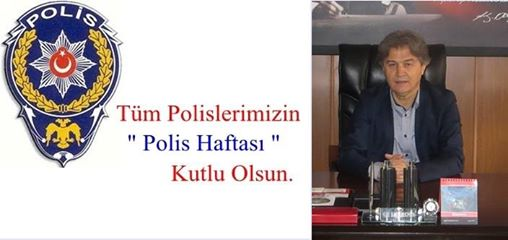 POLİS
Tüm Polislerimizin
" Polis Haftası "
Kutlu Olsun.